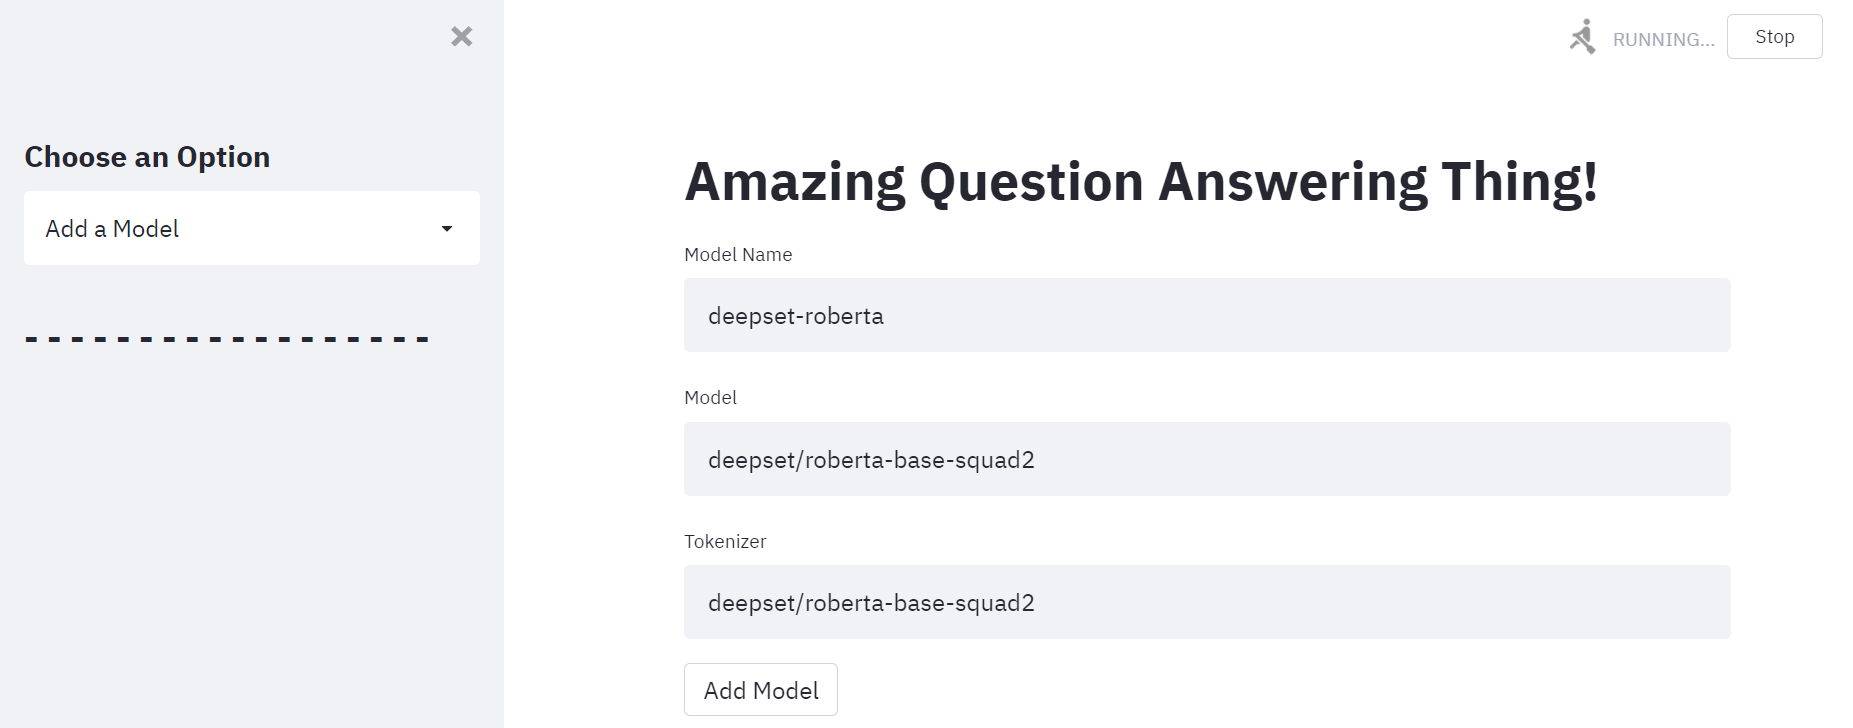 RUNNING...
Stop
Choose an Option
Add a Model
- - - - - - - - - - - - - - - - - -
Amazing Question Answering Thing!
Model Name
deepset-roberta
Model
deepset/roberta-base-squad2
Tokenizer
deepset/roberta-base-squad2
Add Model